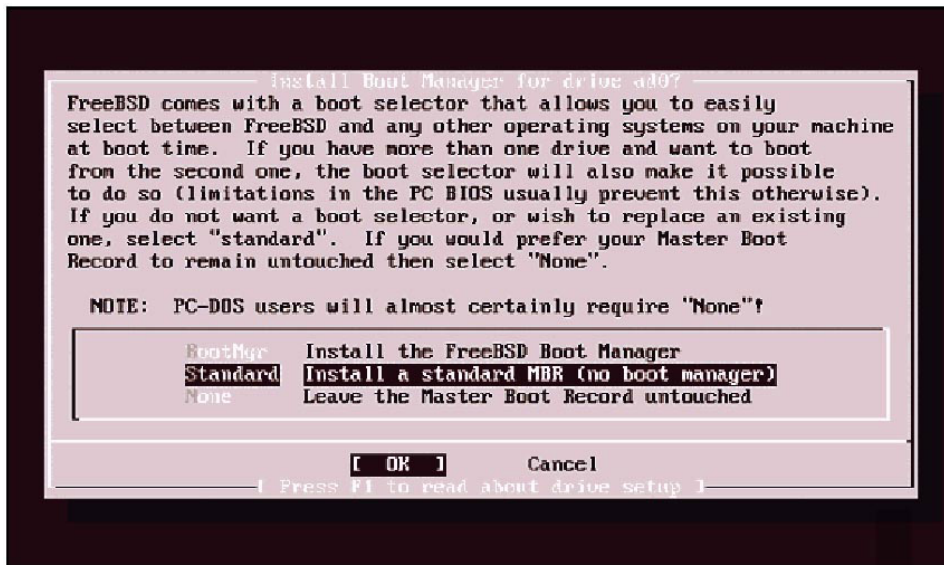 Install Boot Manager for drive ad0?
FreeBSD comes with a boot selector that allows you to easily
select between FreeBSD and any other operating systems on your machine
at boot time.  If you have more than one drive and want to boot
from the second one, the boot selector will also make it possible
to do so (limitations in the PC BIOS usually prevent this otherwise).
If you do not want a boot selector, or wish to replace an existing
one, select "standard".  If you would prefer your Master Boot
Record to remain untouched then select "None".
NOTE:  PC-DOS users will almost certainly require "None"!
BootMgr  Install the FreeBSD Boot Manager
Standard  Install a standard MBR (no boot manager)
None  Leave the Master Boot Record untouched
[  OK  ]  Cancel
[ Press F1 to read about drive setup ]